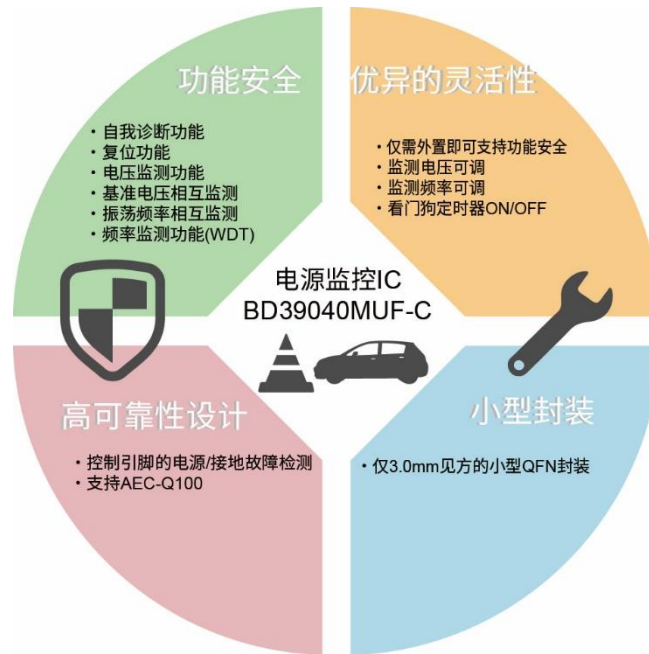 功能安全
・自我诊断功能
・复位功能
・电压监测功能
・基准电压相互监测
・振荡频率相互监测
・频率监测功能(WDT)
优异的灵活性
・仅需外置即可支持功能安全
・监测电压可调
・监测频率可调
・看门狗定时器ON/OFF
电源监控IC
BD39040MUF-C
高可靠性设计
・控制引脚的电源/接地故障检测
・支持AEC-Q100
小型封装
・仅3.0mm见方的小型QFN封装